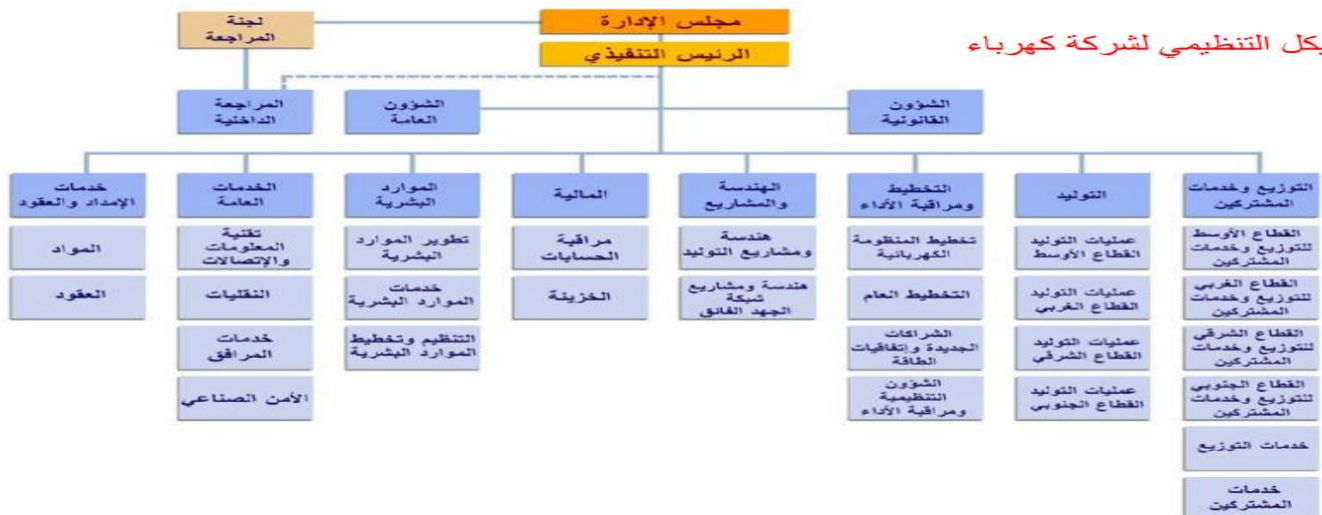 يكل التنظيمي لشركة كهرباء
مجلس الإدارة
لجنة
المراجعة
الرئيس التنفيذي
الشؤون
القانونية
الشؤون
العامة
المراجعة
الداخلية
التوزيع وخدمات
المشتركين
القطاع الأوسط
للتوزيع وخدمات
المشتركين
القطاع الغربي
للتوزيع وخدمات
المشتركين
القطاع الشرقي
للتوزيع وخدمات
المشتركين
القطاع الجنوبي
للتوزيع وخدمات
المشتركين
خدمات التوزيع
خدمات
المشتركين
التوليد
عمليات التوليد
القطاع الأوسط
عمليات التوليد
القطاع الغربي
عمليات التوليد
القطاع الشرقي
عمليات التوليد
القطاع الجنوبي
التخطيط
ومراقبة الأداء
تخطيط المنظومة
الكهربائية
التخطيط العام
الشراكات
الجديدة وإتفاقيات
الطاقة
الشؤون
التنظيمية
ومراقبة الأداء
الهندسة
والمشاريع
هندسة
ومشاريع التوليد
هندسة ومشاريع
شبكة
الجهد الفائق
المالية
مراقبة
الحسابات
الخزينة
الموارد
البشرية
تطوير الموارد
البشرية
خدمات
الموارد البشرية
التنظيم وتخطيط
الموارد البشرية
الخدمات
العامة
تقنية
المعلومات
والإتصالات
النقليات
خدمات
المرافق
الأمن الصناعي
خدمات
الإمداد والعقود
المواد
العقود